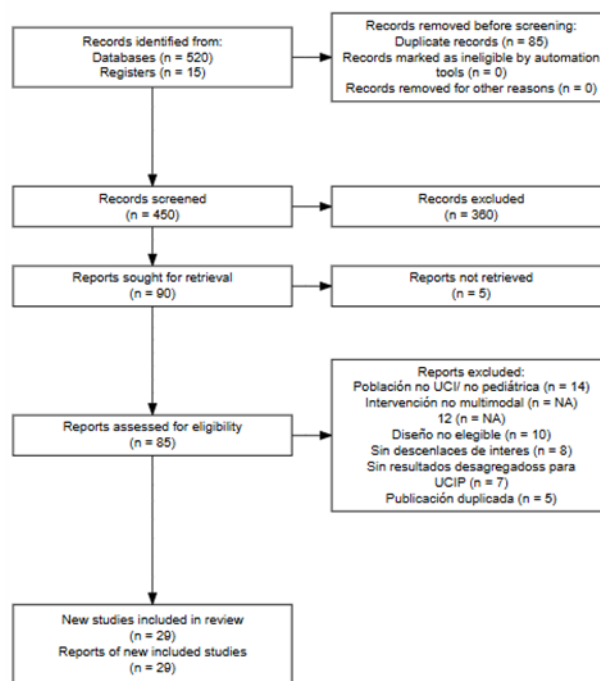 Records identified from:
Databases (n = 520)
Registers (n = 15)
Records removed before screening:
Duplicate records (n = 85)
Records marked as ineligible by automation
tools (n = 0)
Records removed for other reasons (n = 0)
Records screened
(n = 450)
Records excluded
(n = 360)
Reports sought for retrieval
(n = 90)
Reports not retrieved
(n = 5)
Reports assessed for eligibility
(n = 85)
Reports excluded:
Población no UCI/ no pediátrica (n = 14)
Intervención no multimodal (n = NA)
12 (n = NA)
Diseño no elegible (n = 10)
Sin descenlaces de interes (n = 8)
Sin resultados desagregadoss para
UCIP (n = 7)
Publicación duplicada (n = 5)
New studies included in review
(n = 29)
Reports of new included studies
(n = 29)